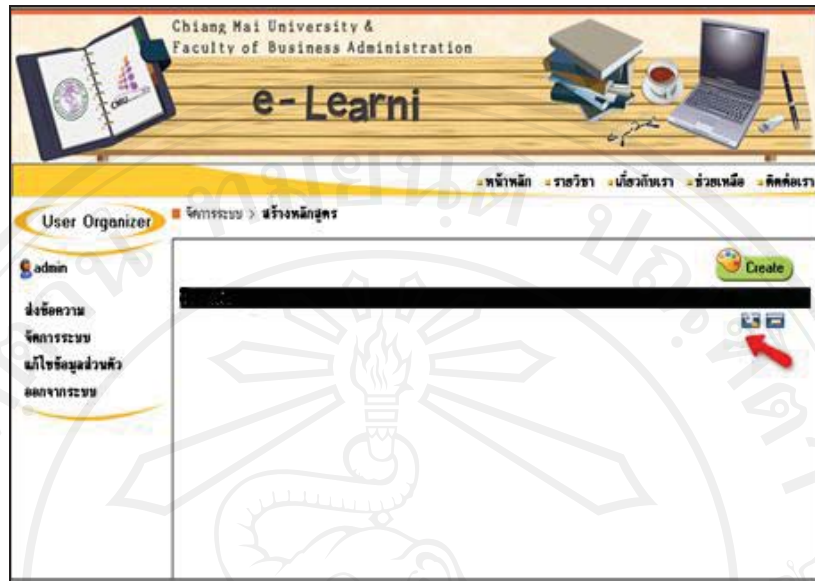 Chiang Mai University &
Faculty of Business Administration
e-Learni
หน้าหลัก รายวิชา เกี่ยวกับเรา ช่วยเหลือ ติดต่อเรา
User Organizer
จัดการระบบ > สร้างหลักสูตร
admin
Create
ส่งข้อความ
จัดการระบบ
แก้ไขข้อมูลส่วนตัว
ออกจากระบบ